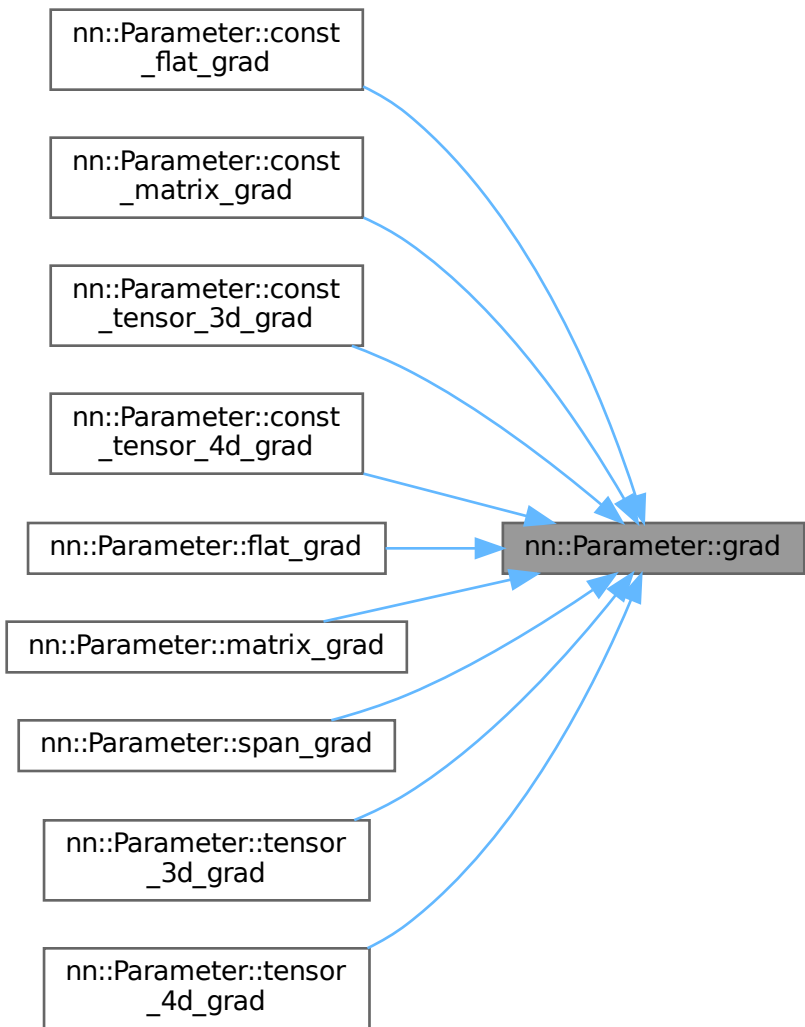 nn::Parameter::const
_flat_grad
nn::Parameter::const
_matrix_grad
nn::Parameter::const
_tensor_3d_grad
nn::Parameter::const
_tensor_4d_grad
nn::Parameter::flat_grad
nn::Parameter::grad
nn::Parameter::matrix_grad
nn::Parameter::span_grad
nn::Parameter::tensor
_3d_grad
nn::Parameter::tensor
_4d_grad